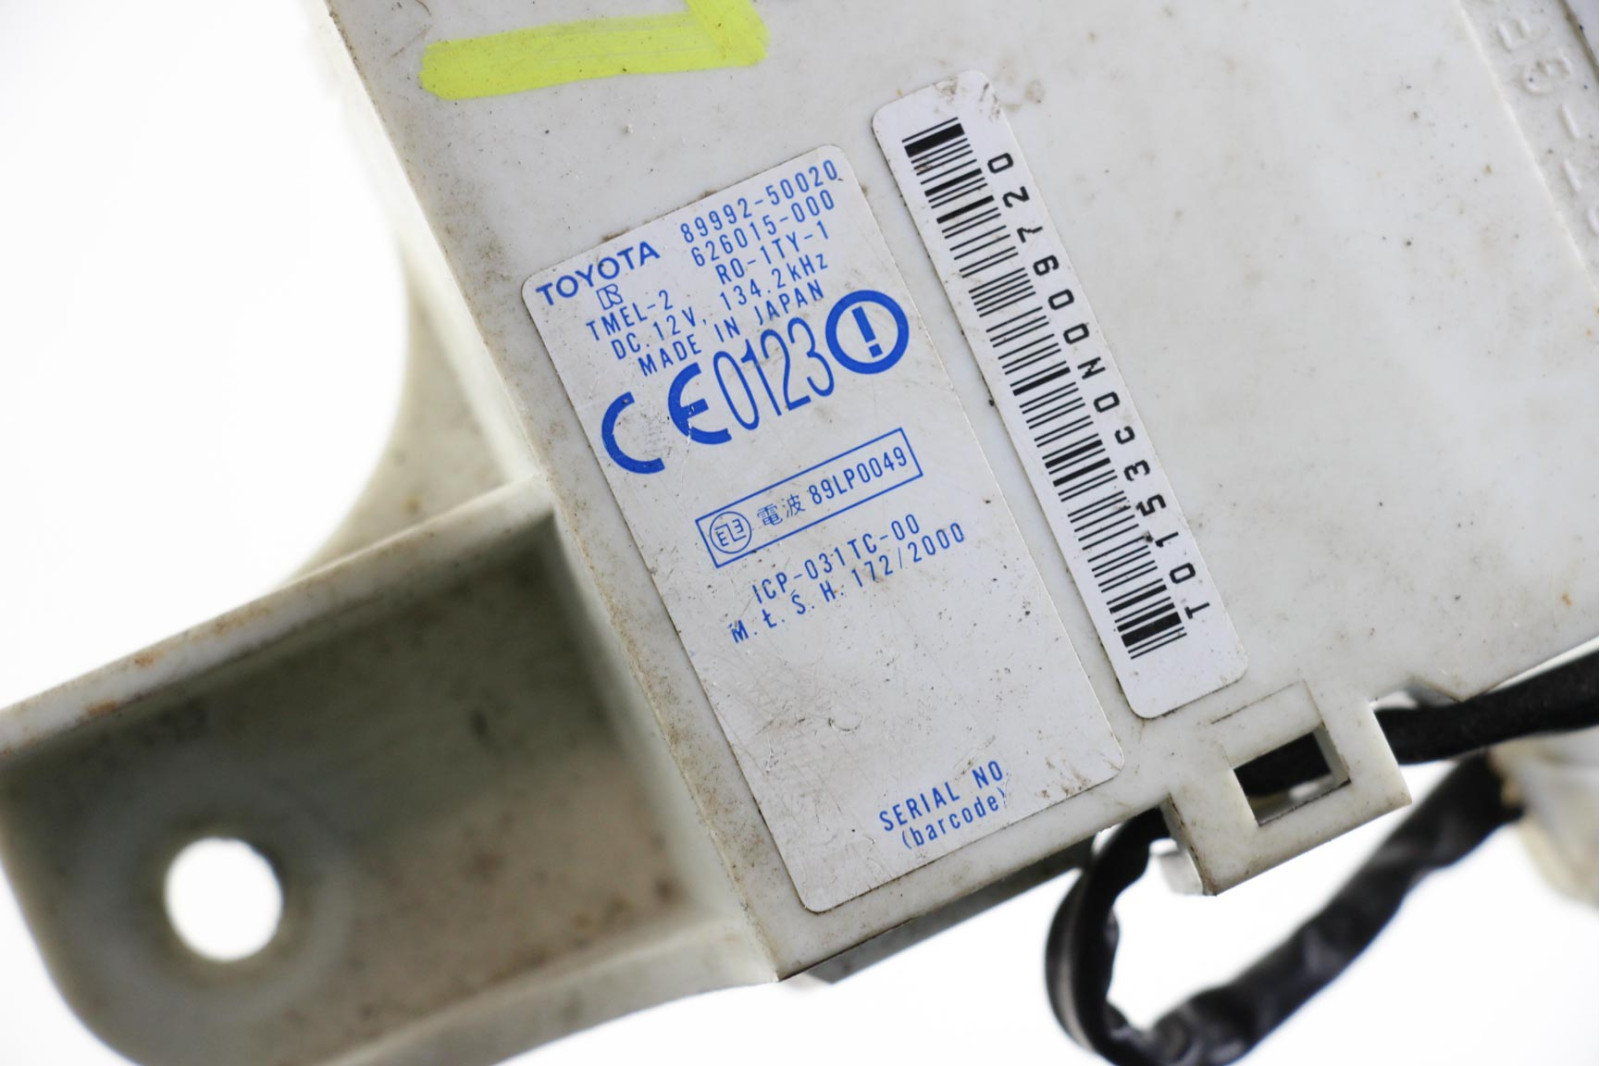 TOYOTA 89992-50020
626015-000
TMEL-2 RO-1TY-1
DC.12V, 134.2kHz
MADE IN JAPAN
CE0123
電波 89LP0049
ICP-031TC-00
M.Ł.Ś.H. 172/2000
SERIAL NO
(barcode)
T0153C0N009720